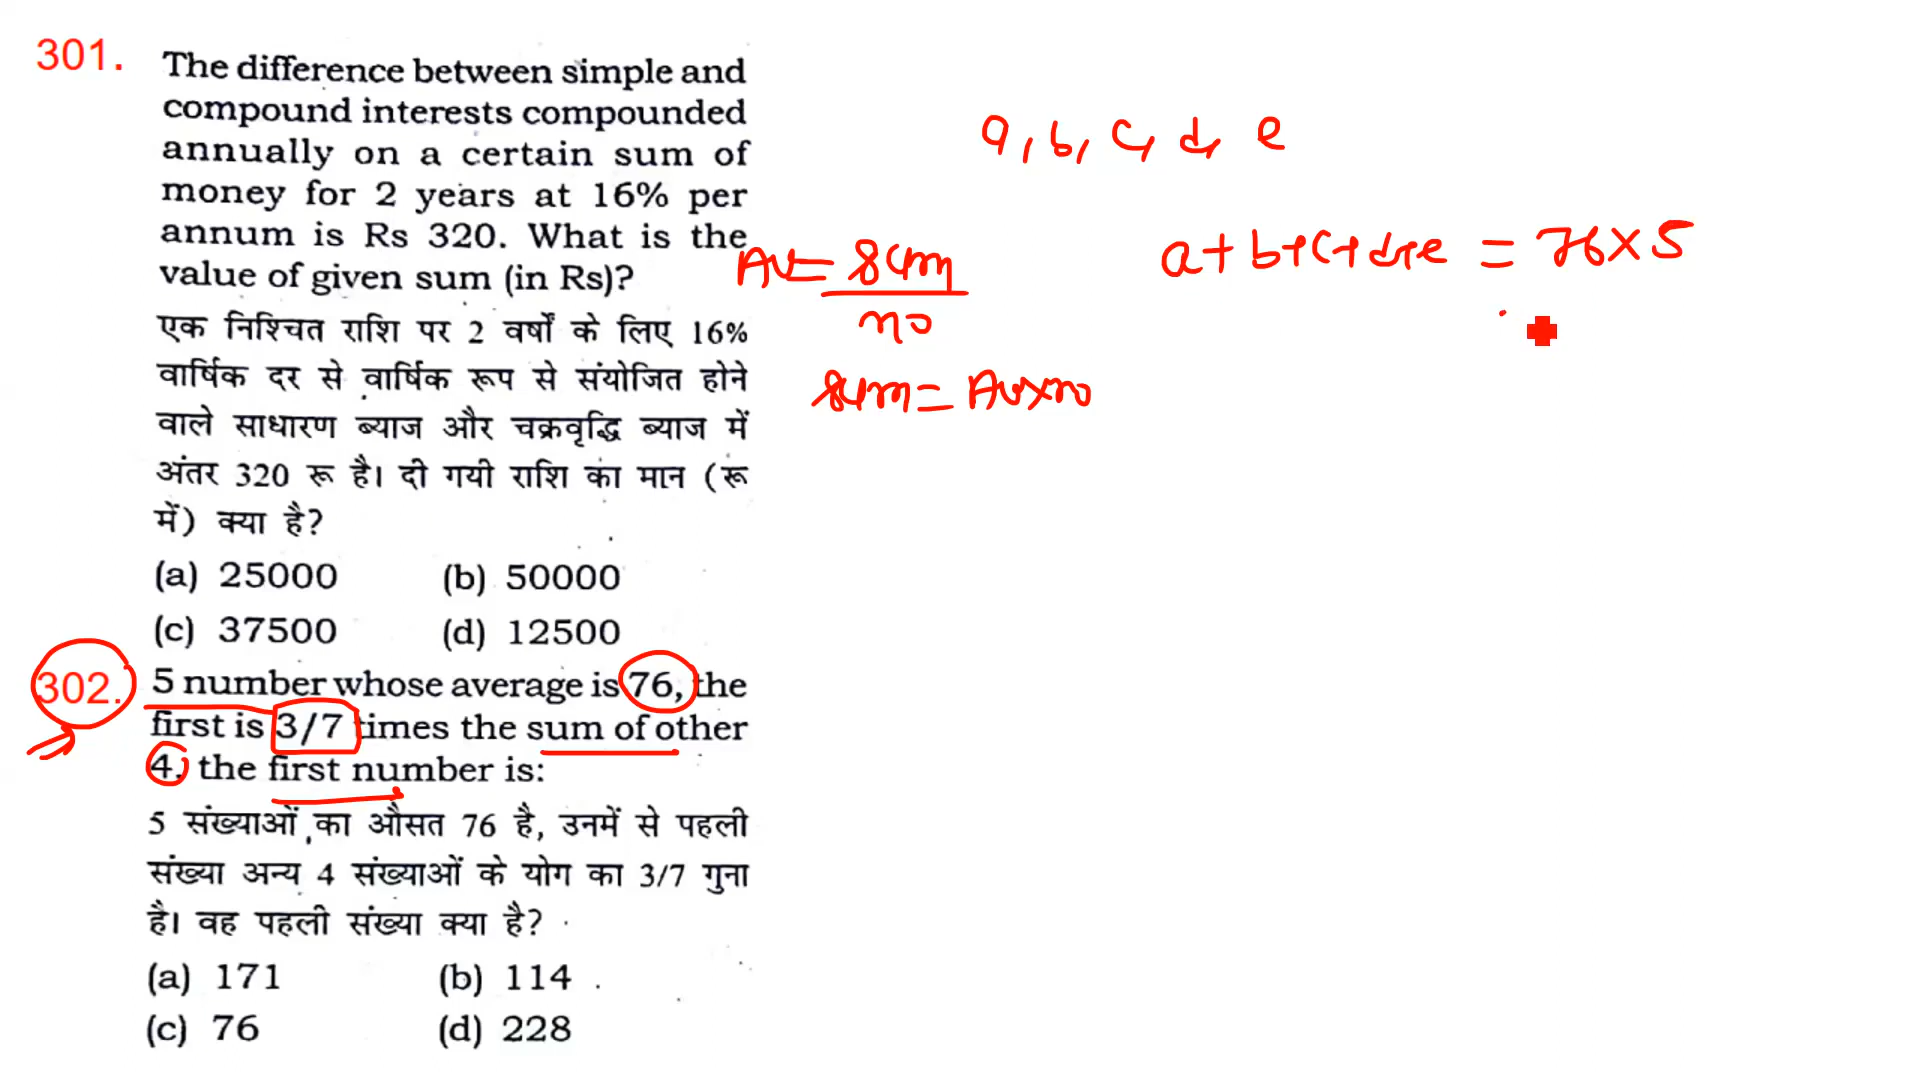 301. The difference between simple and
compound interests compounded
annually on a certain sum of
money for 2 years at 16% per
annum is Rs 320. What is the
value of given sum (in Rs)?
एक निश्चित राशि पर 2 वर्षों के लिए 16%
वार्षिक दर से वार्षिक रूप से संयोजित होने
वाले साधारण ब्याज और चक्रवृद्धि ब्याज में
अंतर 320 रू है। दी गयी राशि का मान (रू
में) क्या है?
(a) 25000 (b) 50000
(c) 37500 (d) 12500
302. 5 number whose average is 76, the
first is 3/7 times the sum of other
4, the first number is:
5 संख्याओं का औसत 76 है, उनमें से पहली
संख्या अन्य 4 संख्याओं के योग का 3/7 गुना
है। वह पहली संख्या क्या है?
(a) 171 (b) 114
(c) 76 (d) 228
a, b, c, d, e
a+b+c+d+e = 76×5
Av = sum
no
sum = Av×no